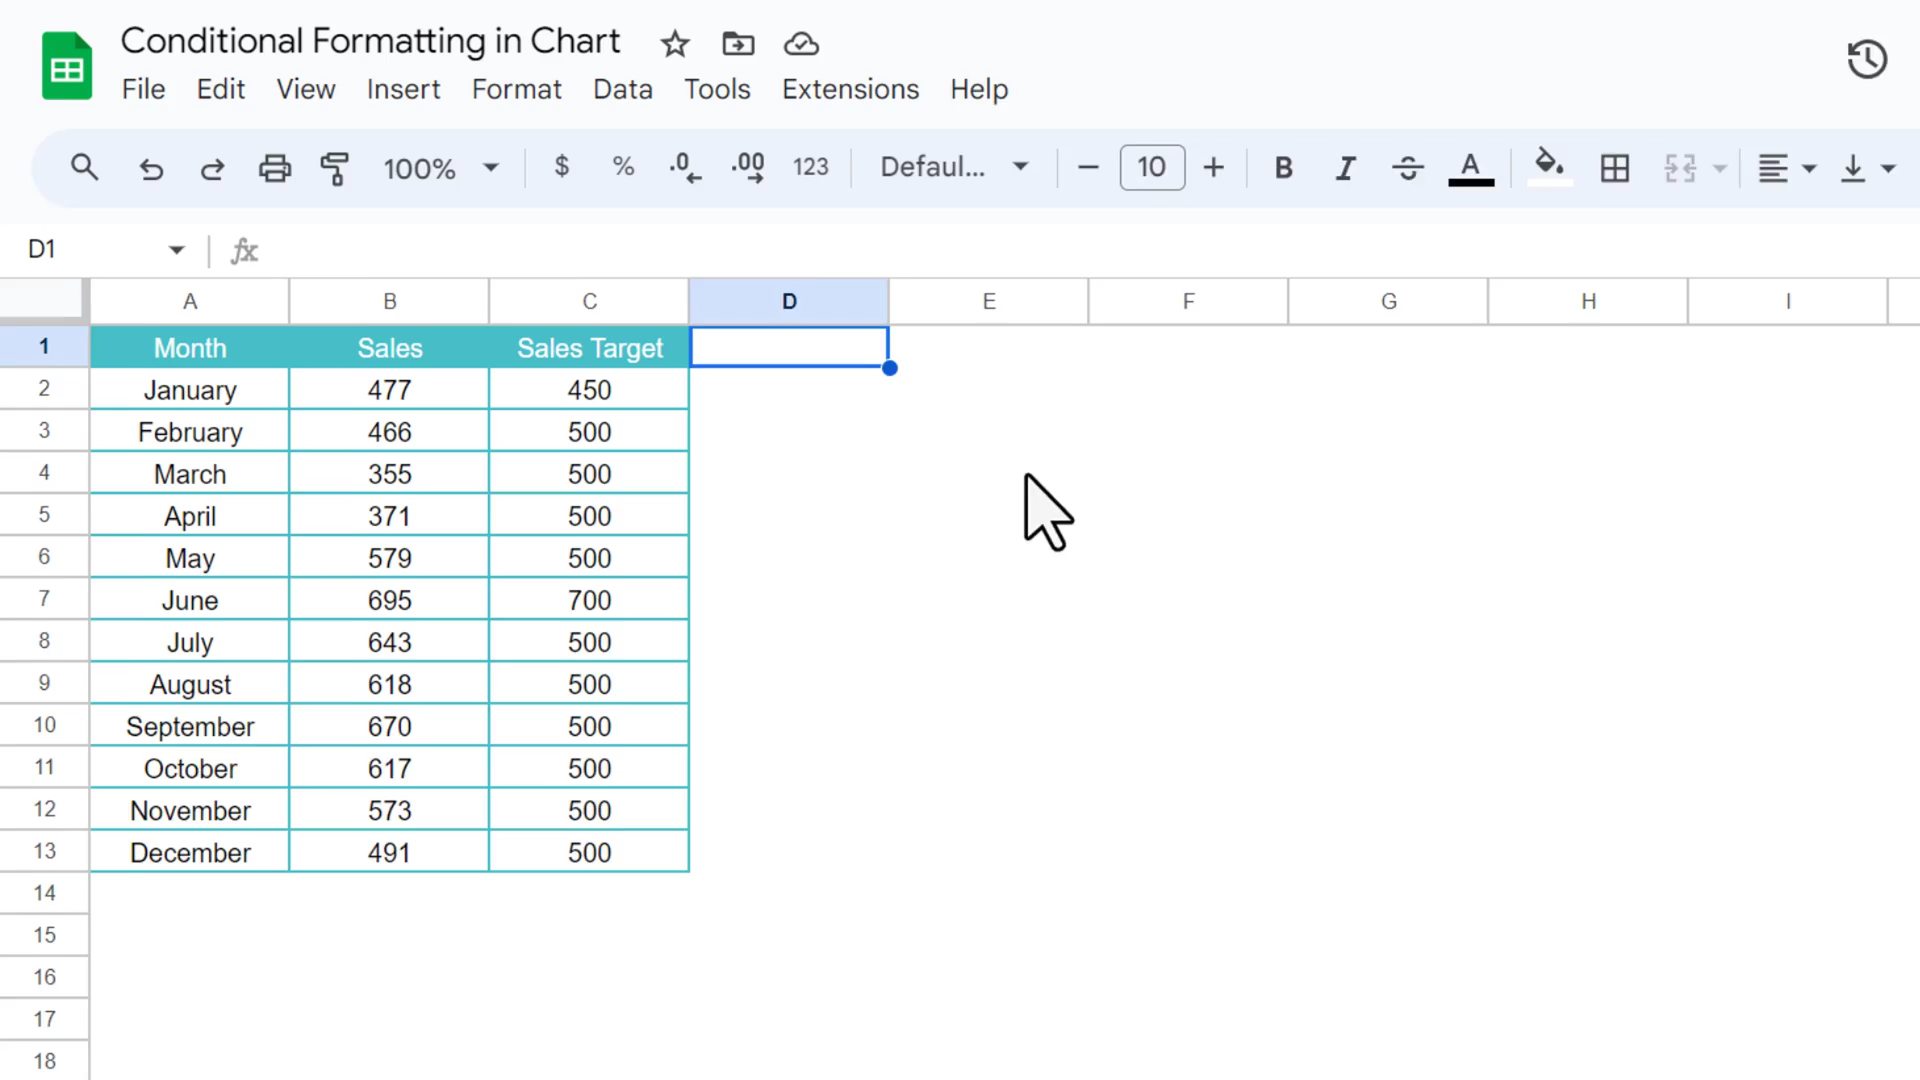 Conditional Formatting in Chart
File Edit View Insert Format Data Tools Extensions Help
100% $ % .0 .00 123 Defaul... 10 B I A
D1 fx
A B C D E F G H I
1 Month Sales Sales Target
2 January 477 450
3 February 466 500
4 March 355 500
5 April 371 500
6 May 579 500
7 June 695 700
8 July 643 500
9 August 618 500
10 September 670 500
11 October 617 500
12 November 573 500
13 December 491 500
14
15
16
17
18